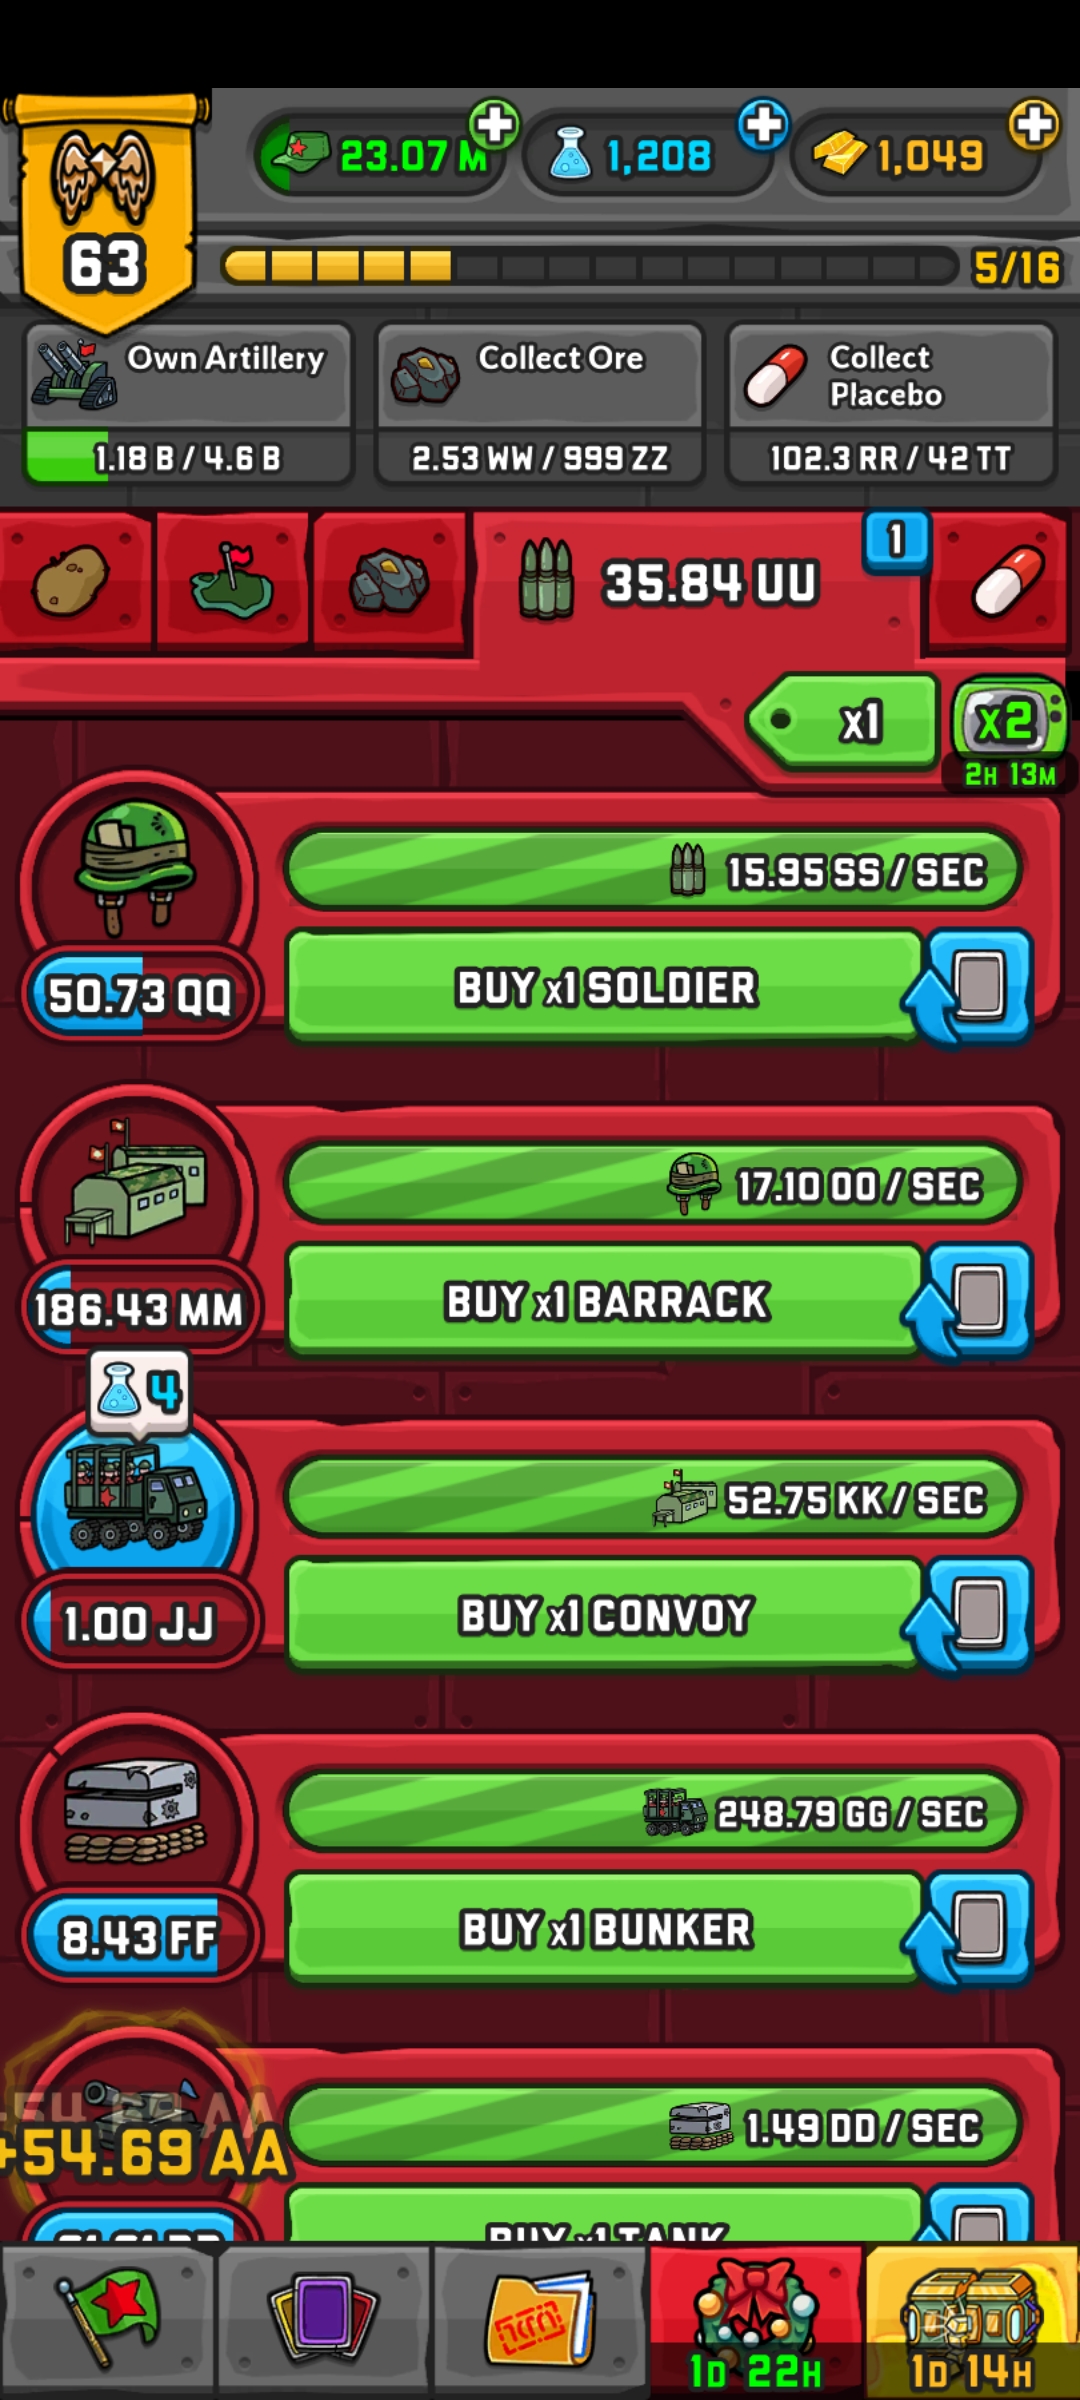 23.07 M
1,208
1,049
63
5/16
Own Artillery
Collect Ore
Collect
Placebo
1.18 B / 4.6 B
2.53 WW / 999 ZZ
102.3 RR / 42 TT
35.84 UU
1
x1
x2
2H 13M
15.95 SS / SEC
50.73 QQ
BUY x1 SOLDIER
17.10 OO / SEC
186.43 MM
BUY x1 BARRACK
4
52.75 KK / SEC
1.00 JJ
BUY x1 CONVOY
248.79 GG / SEC
8.43 FF
BUY x1 BUNKER
1.49 DD / SEC
+54.69 AA
BUY x1 TANK
1D 22H
1D 14H